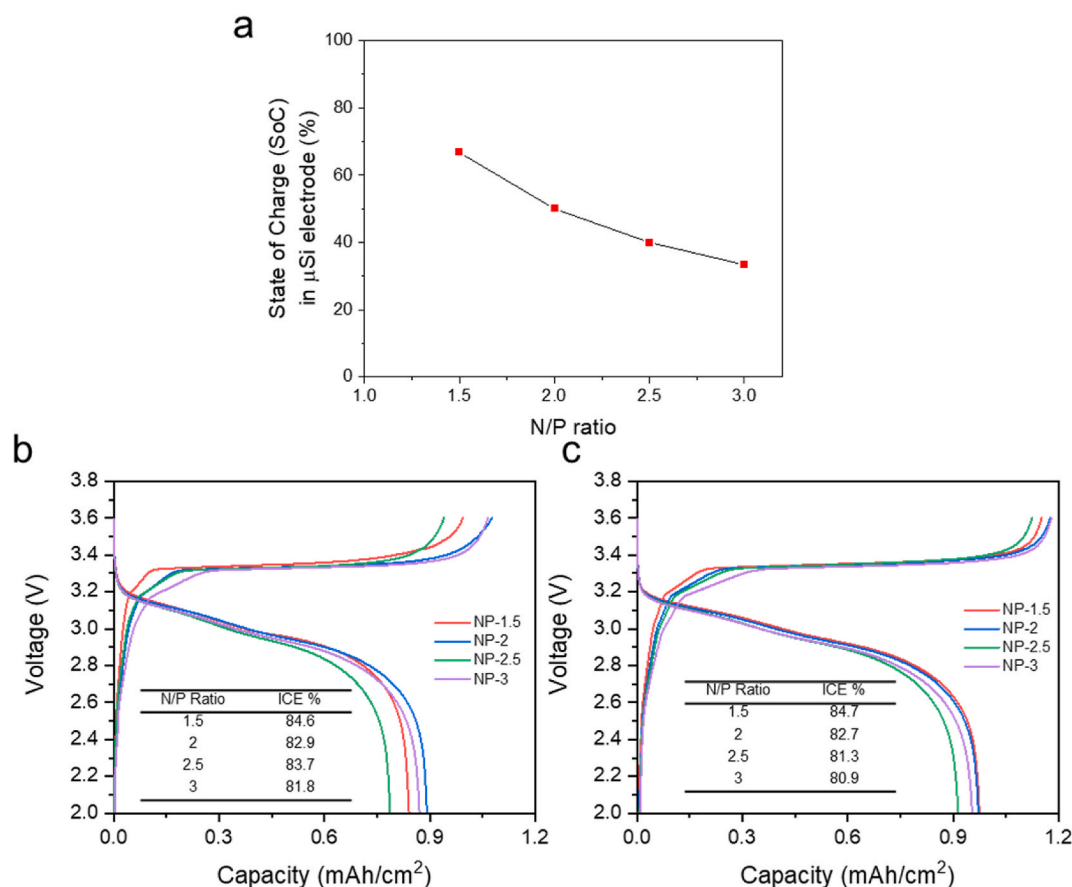 a
State of Charge (SoC)
in µSi electrode (%)
100
80
60
40
20
0
1.0 1.5 2.0 2.5 3.0
N/P ratio
b
Voltage (V)
3.8
3.6
3.4
3.2
3.0
2.8
2.6
2.4
2.2
2.0
NP-1.5
NP-2
NP-2.5
NP-3
N/P Ratio ICE %
1.5 84.6
2 82.9
2.5 83.7
3 81.8
0.0 0.3 0.6 0.9 1.2
Capacity (mAh/cm²)
c
Voltage (V)
3.8
3.6
3.4
3.2
3.0
2.8
2.6
2.4
2.2
2.0
NP-1.5
NP-2
NP-2.5
NP-3
N/P Ratio ICE %
1.5 84.7
2 82.7
2.5 81.3
3 80.9
0.0 0.3 0.6 0.9 1.2
Capacity (mAh/cm²)